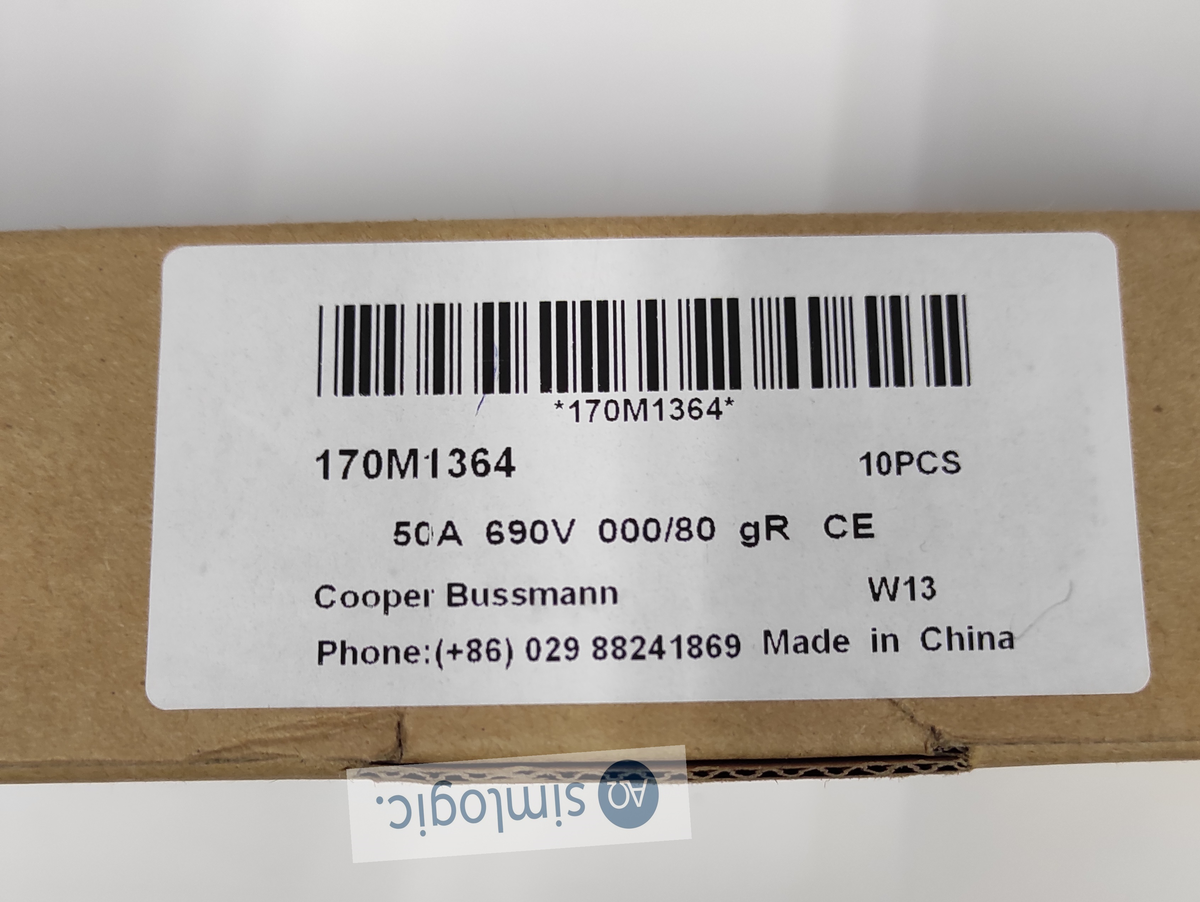 *170M1364*
170M1364 10PCS
50A 690V 000/80 gR CE
Cooper Bussmann W13
Phone:(+86) 029 88241869 Made in China
AQ simlogic.